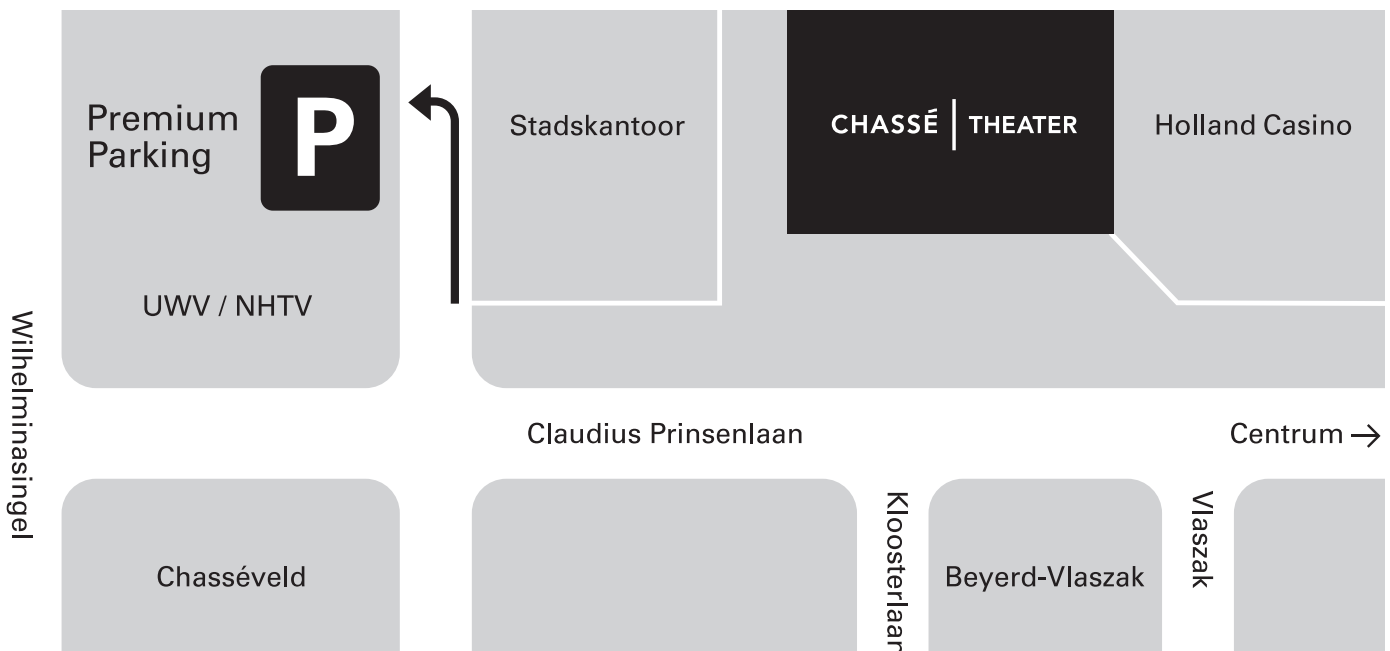 Premium
Parking
P
Stadskantoor
CHASSÉ | THEATER
Holland Casino
UWV / NHTV
Wilhelminasingel
Claudius Prinsenlaan
Centrum →
Chasséveld
Kloosterlaan
Beyerd-Vlaszak
Vlaszak